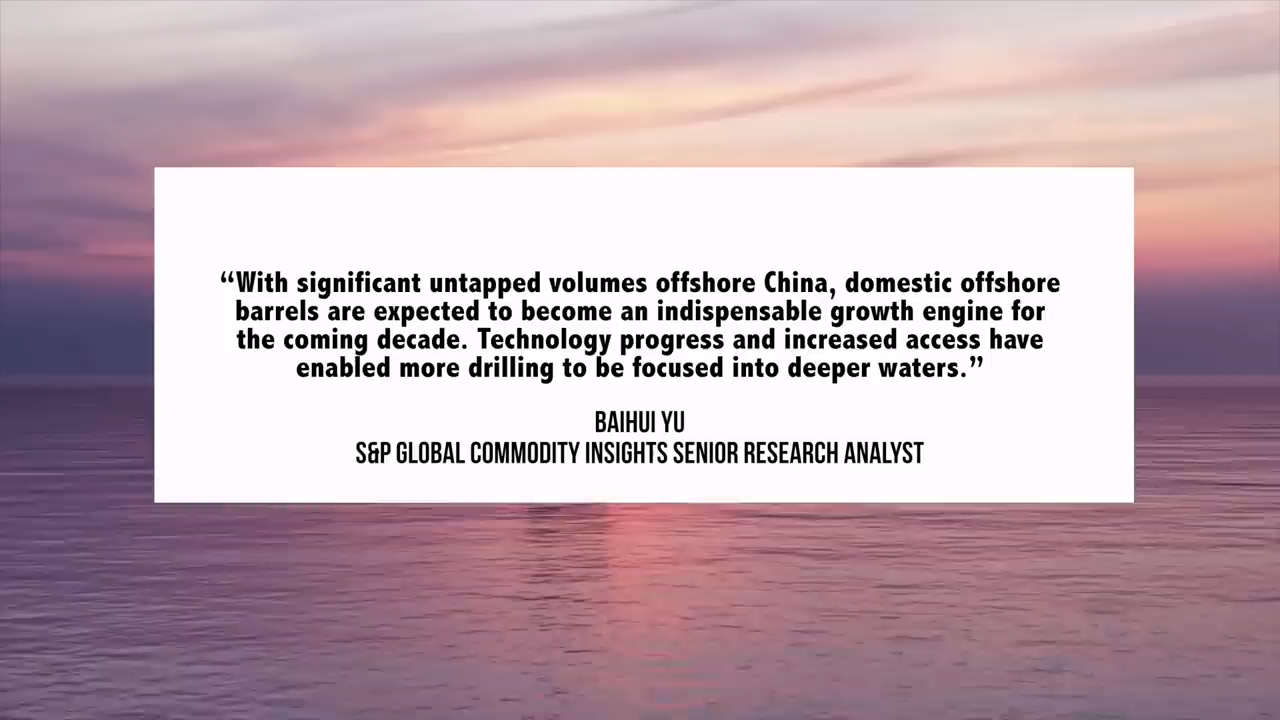 “With significant untapped volumes offshore China, domestic offshore
barrels are expected to become an indispensable growth engine for
the coming decade. Technology progress and increased access have
enabled more drilling to be focused into deeper waters.”
BAIHUI YU
S&P GLOBAL COMMODITY INSIGHTS SENIOR RESEARCH ANALYST